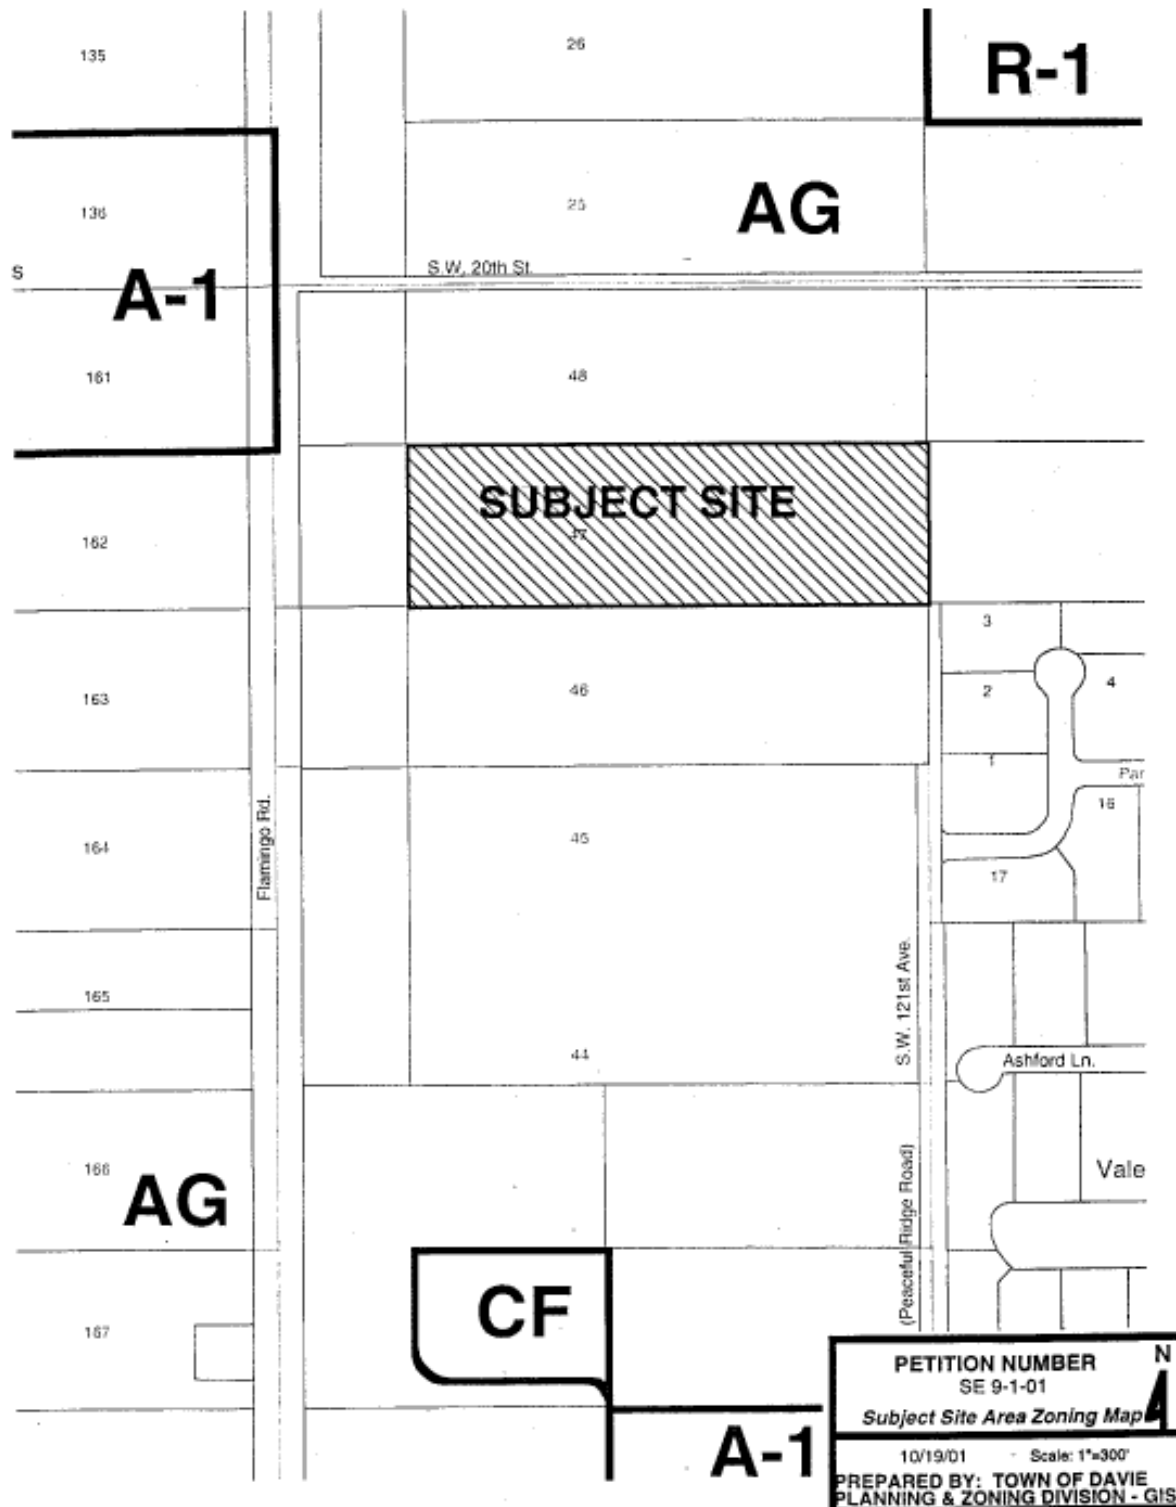 135
26
R-1
136
25
AG
S
S.W. 20th St.
A-1
161
48
SUBJECT SITE
47
162
3
46
2
4
163
1
Par
16
Flamingo Rd.
164
45
17
165
S.W. 121st Ave.
44
Ashford Ln.
166
AG
Vale
(Peaceful Ridge Road)
CF
167
A-1
PETITION NUMBER
N
SE 9-1-01
Subject Site Area Zoning Map
10/19/01 Scale: 1"=300'
PREPARED BY: TOWN OF DAVIE
PLANNING & ZONING DIVISION - GIS